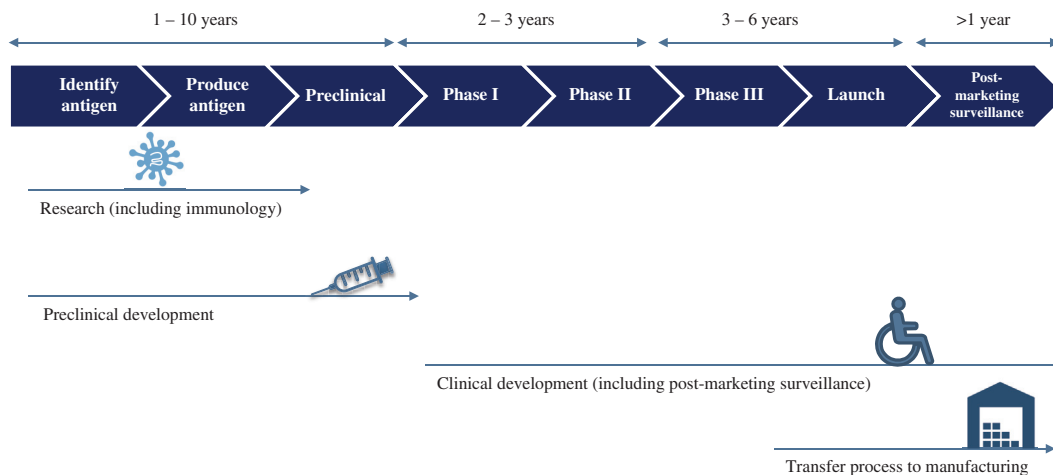 1 – 10 years
2 – 3 years
3 – 6 years
>1 year
Identify
antigen
Produce
antigen
Preclinical
Phase I
Phase II
Phase III
Launch
Post-
marketing
surveillance
Research (including immunology)
Preclinical development
Clinical development (including post-marketing surveillance)
Transfer process to manufacturing